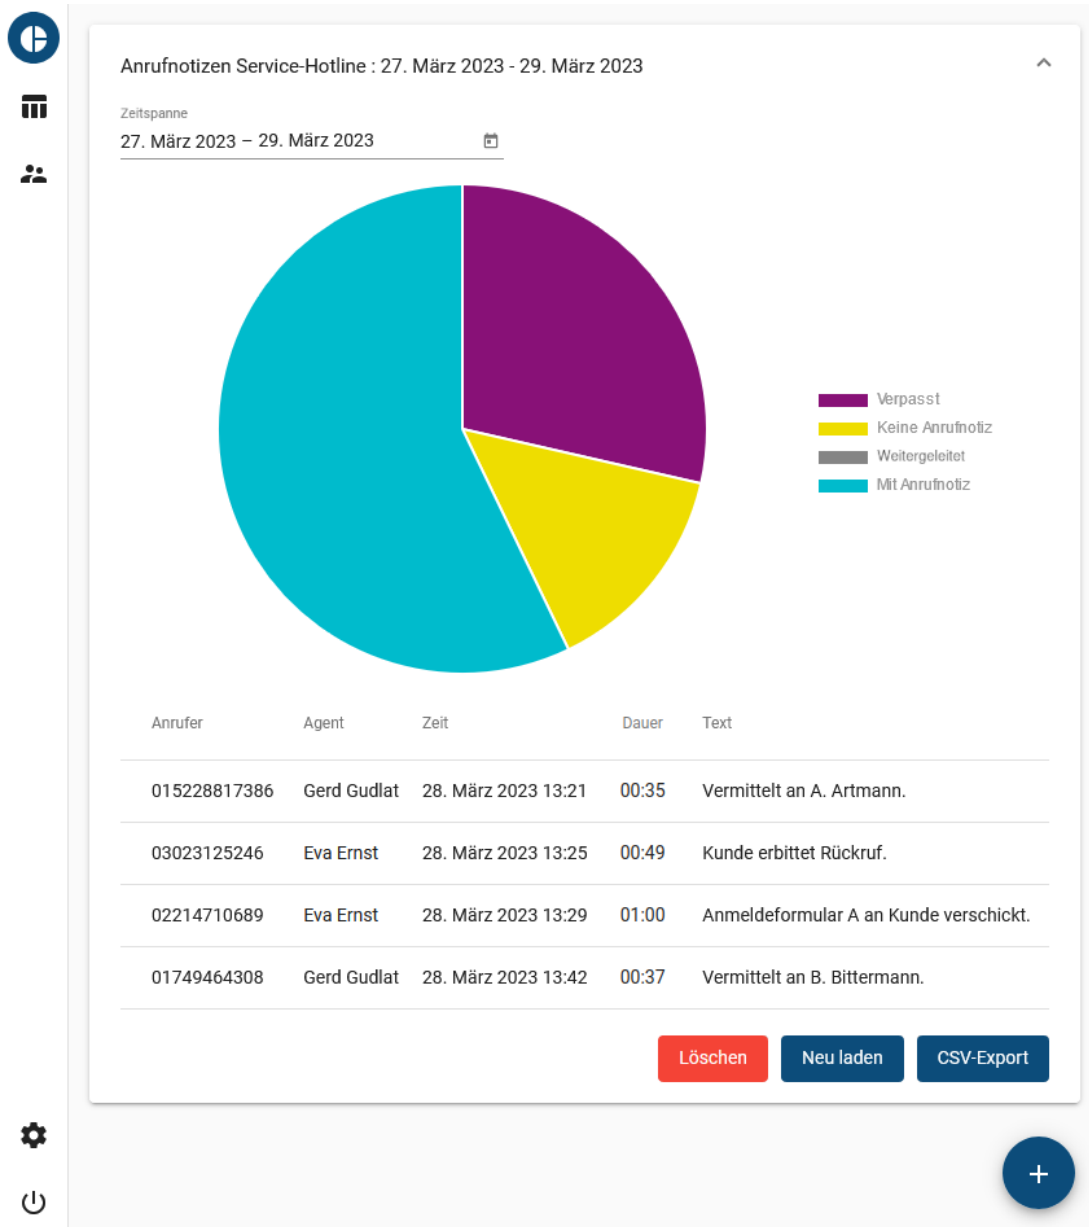 Anrufnotizen Service-Hotline : 27. März 2023 - 29. März 2023
Zeitspanne
27. März 2023 – 29. März 2023
Verpasst
Keine Anrufnotiz
Weitergeleitet
Mit Anrufnotiz
Anrufer Agent Zeit Dauer Text
015228817386 Gerd Gudlat 28. März 2023 13:21 00:35 Vermittelt an A. Artmann.
03023125246 Eva Ernst 28. März 2023 13:25 00:49 Kunde erbittet Rückruf.
02214710689 Eva Ernst 28. März 2023 13:29 01:00 Anmeldeformular A an Kunde verschickt.
01749464308 Gerd Gudlat 28. März 2023 13:42 00:37 Vermittelt an B. Bittermann.
Löschen Neu laden CSV-Export
+